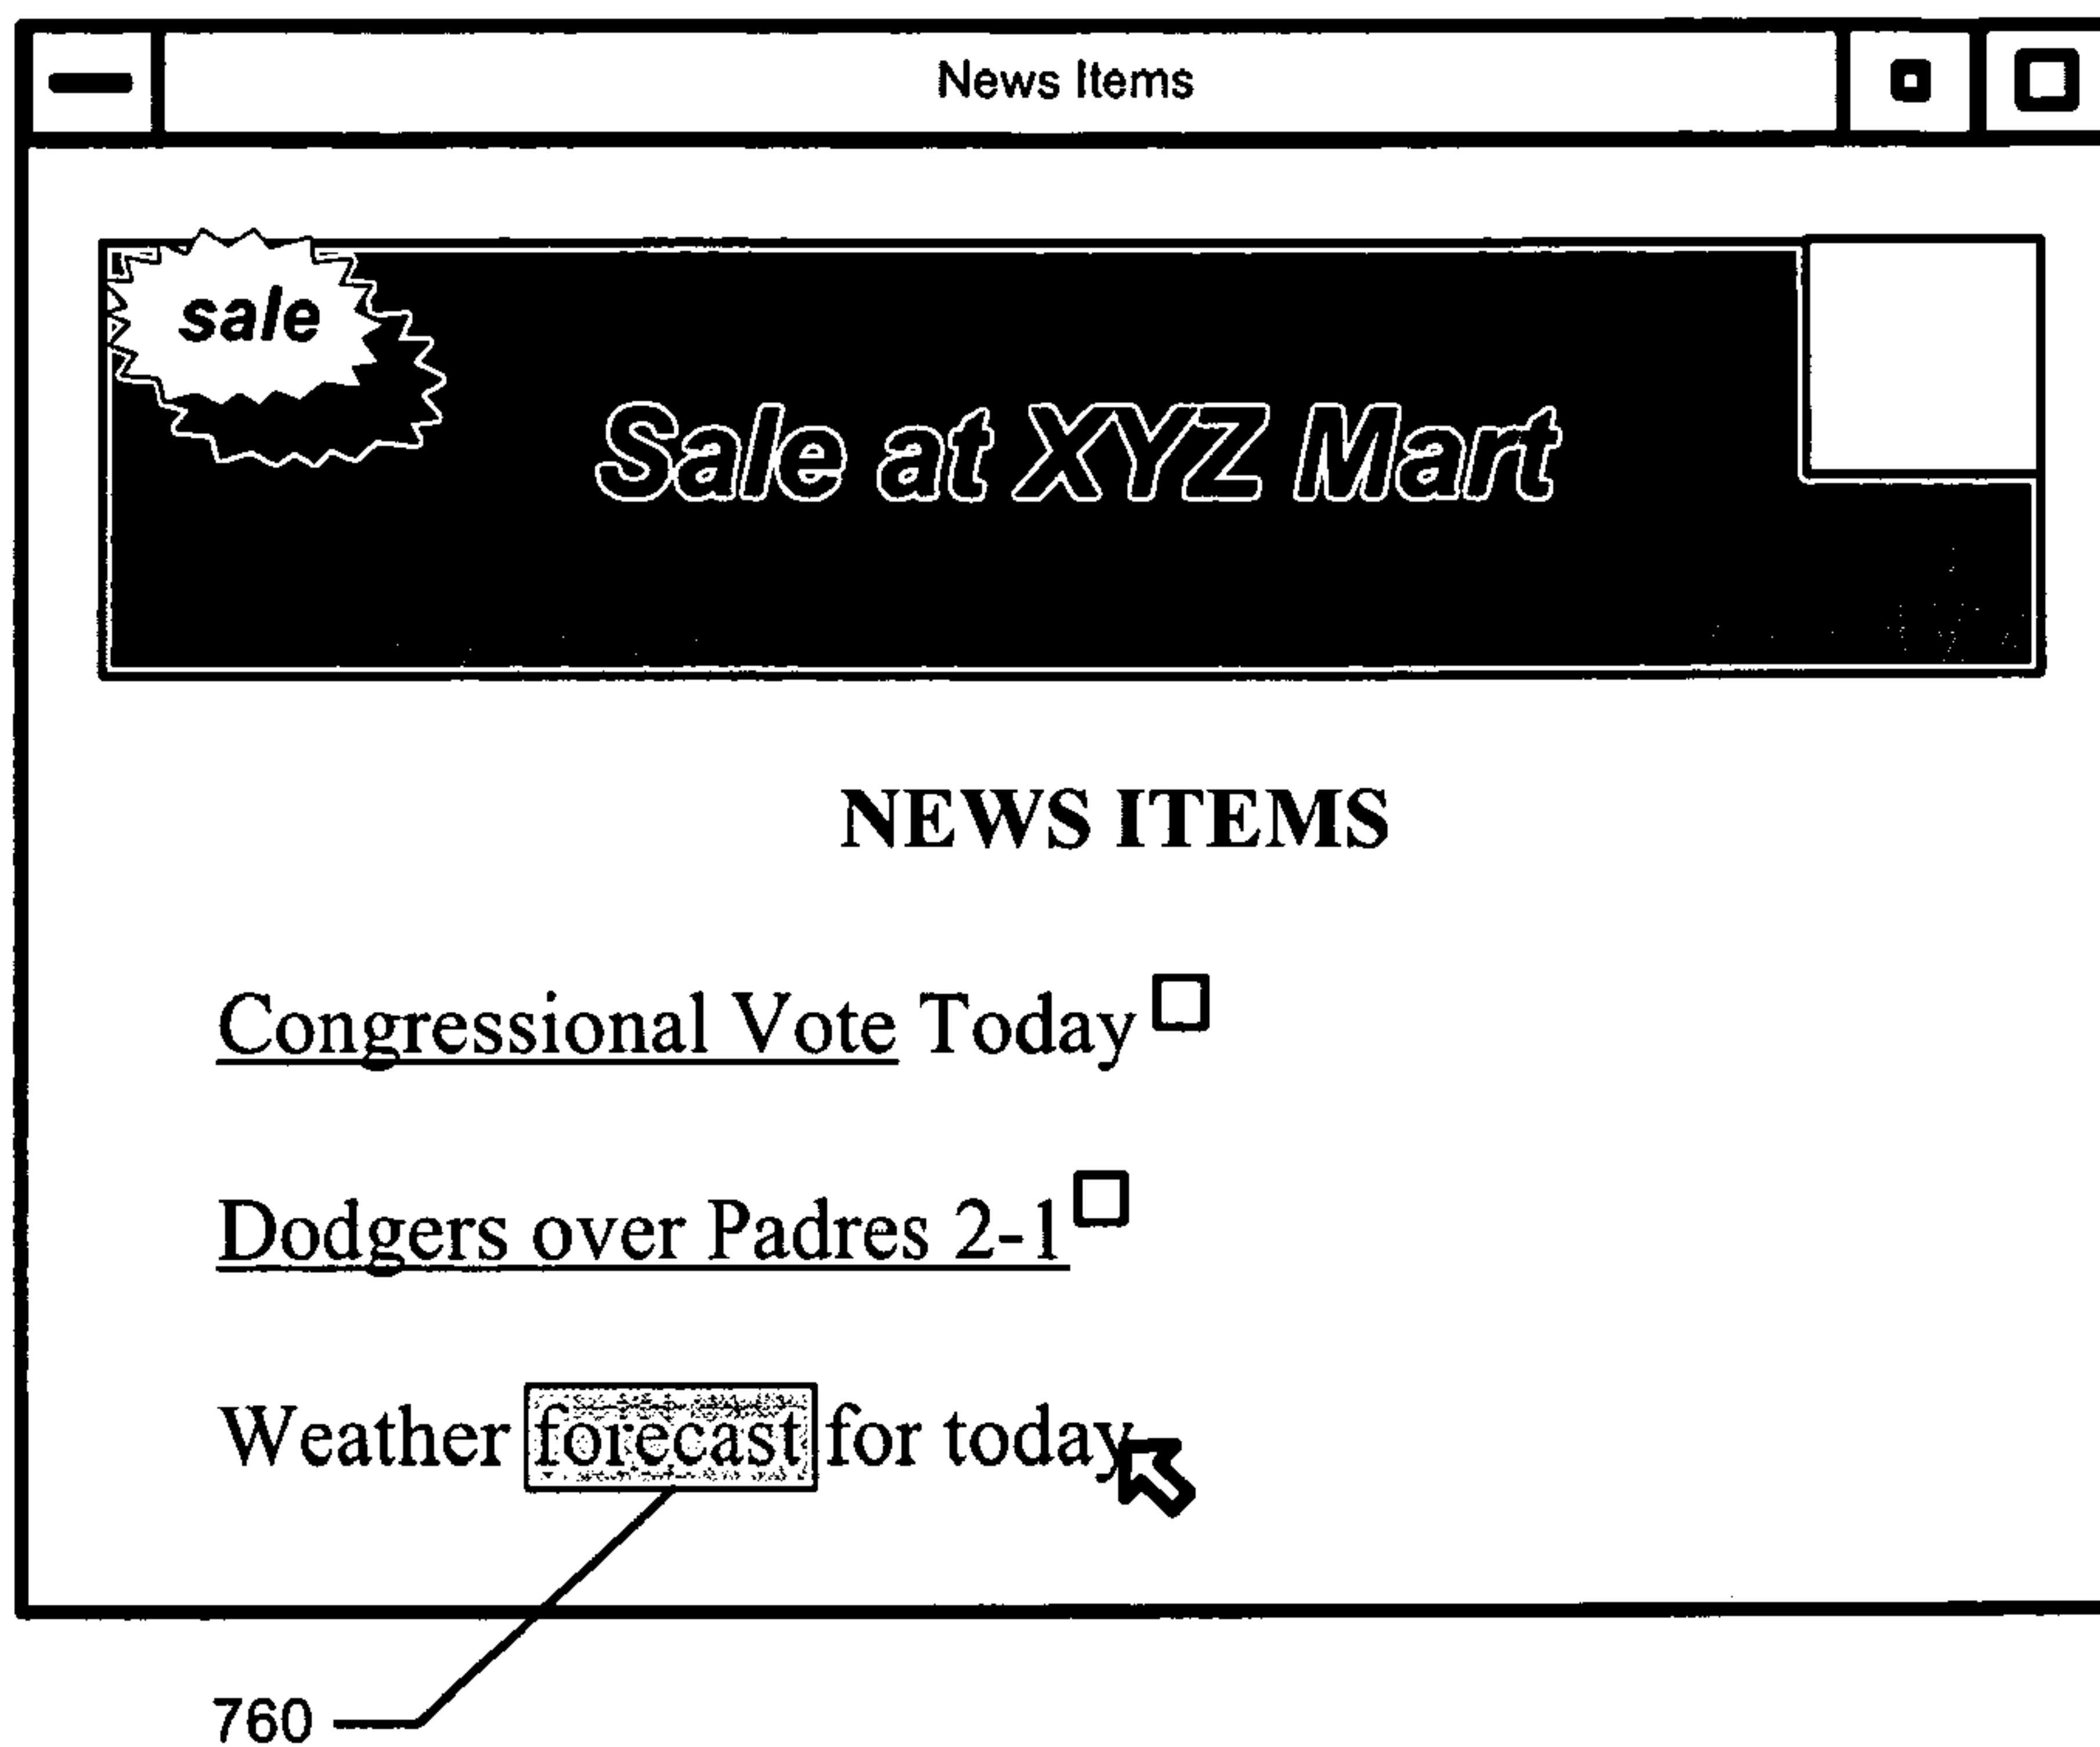 News Items
sale
Sale at XYZ Mart
NEWS ITEMS
Congressional Vote Today
Dodgers over Padres 2-1
Weather forecast for today
760